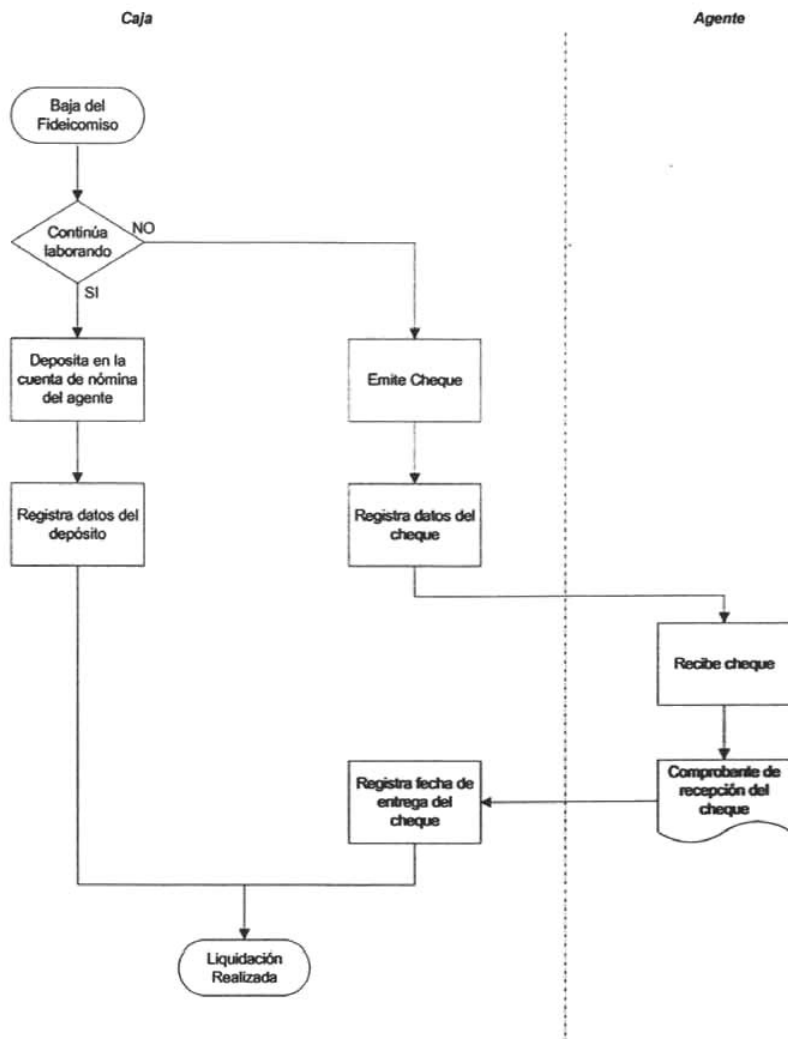 Caja
Agente
Baja del
Fideicomiso
Continúa
laborando
NO
SI
Deposita en la
cuenta de nómina
del agente
Emite Cheque
Registra datos del
depósito
Registra datos del
cheque
Recibe cheque
Registra fecha de
entrega del
cheque
Comprobante de
recepción del
cheque
Liquidación
Realizada